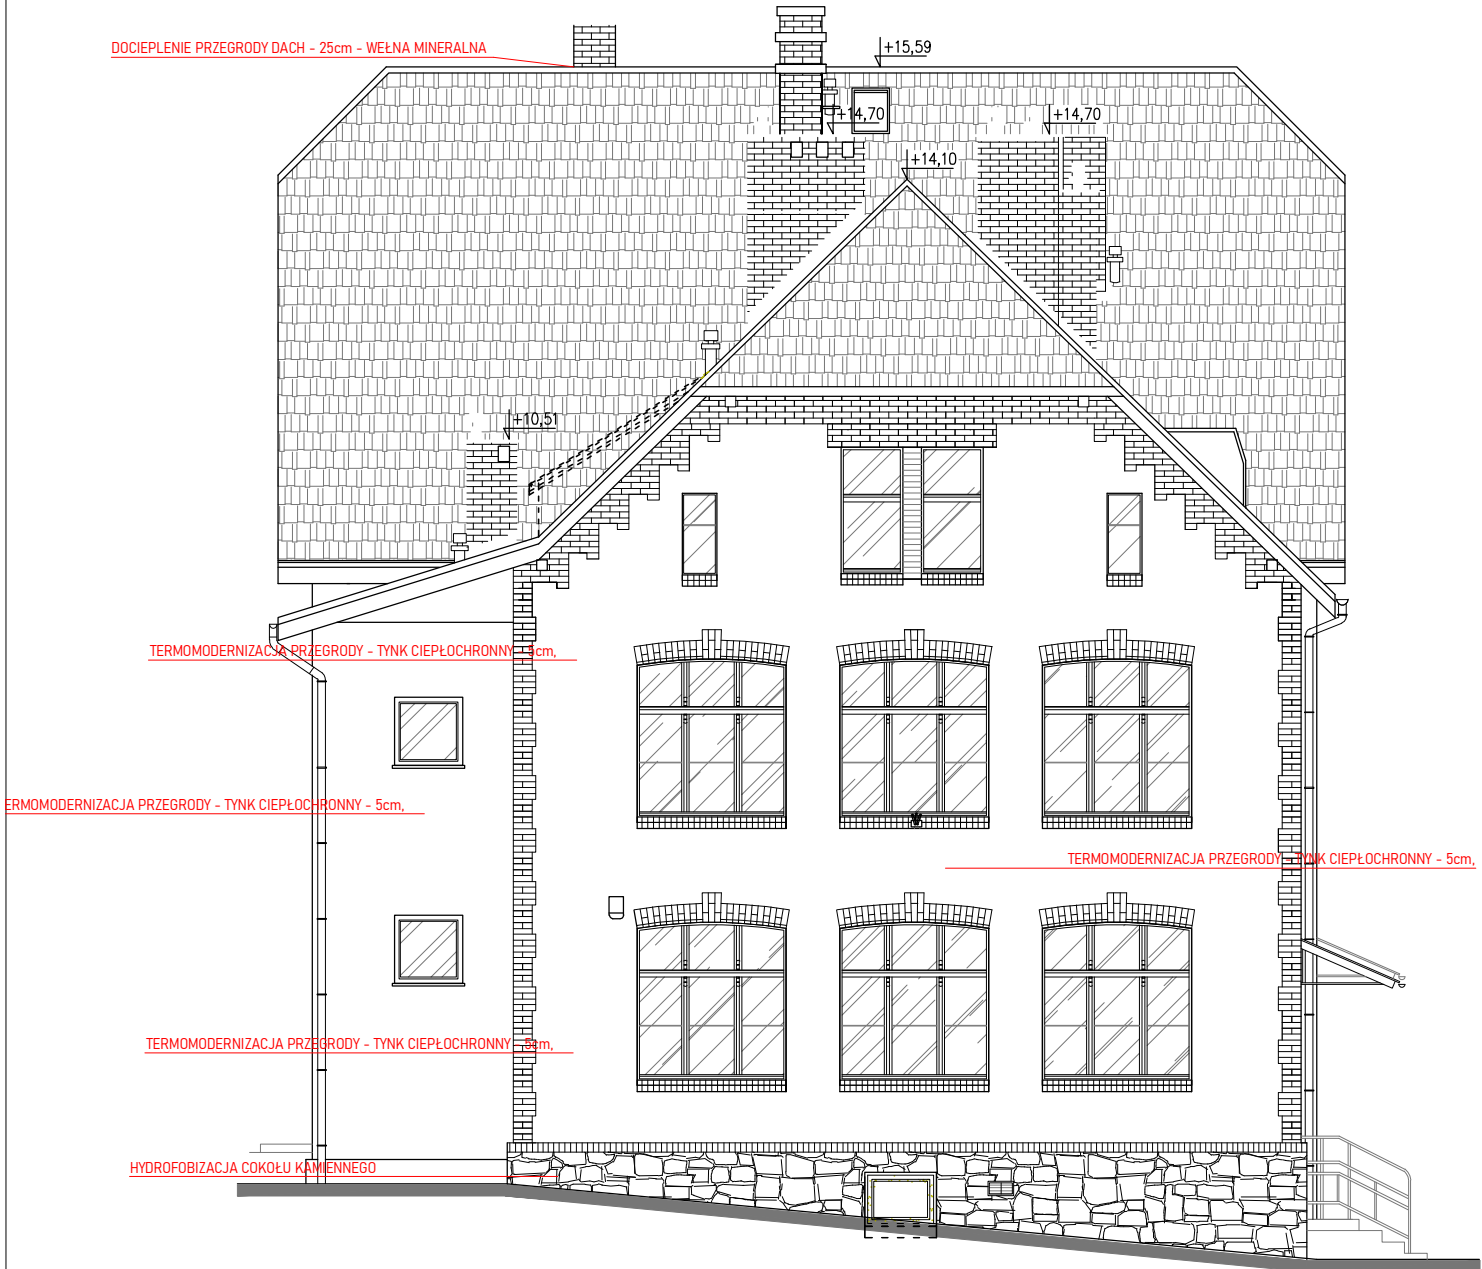 DOCIEPLENIE PRZEGRODY DACH - 25cm - WEŁNA MINERALNA
+15,59
+14,70
+14,70
+14,10
+10,51
TERMOMODERNIZACJA PRZEGRODY - TYNK CIEPŁOCHRONNY - 5cm,
ERMOMODERNIZACJA PRZEGRODY - TYNK CIEPŁOCHRONNY - 5cm,
TERMOMODERNIZACJA PRZEGRODY - TYNK CIEPŁOCHRONNY - 5cm,
TERMOMODERNIZACJA PRZEGRODY - TYNK CIEPŁOCHRONNY - 5cm,
HYDROFOBIZACJA COKOŁU KAMIENNEGO